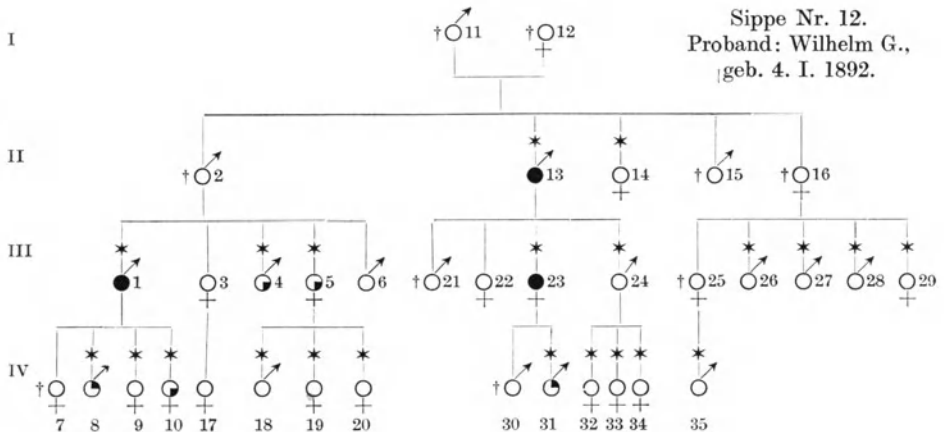 Sippe Nr. 12.
Proband: Wilhelm G.,
geb. 4. I. 1892.
I
† 11 † 12
II
† 2 13 14 † 15 † 16
III
1 3 4 5 6 † 21 22 23 24 † 25 26 27 28 29
IV
† †
7 8 9 10 17 18 19 20 30 31 32 33 34 35